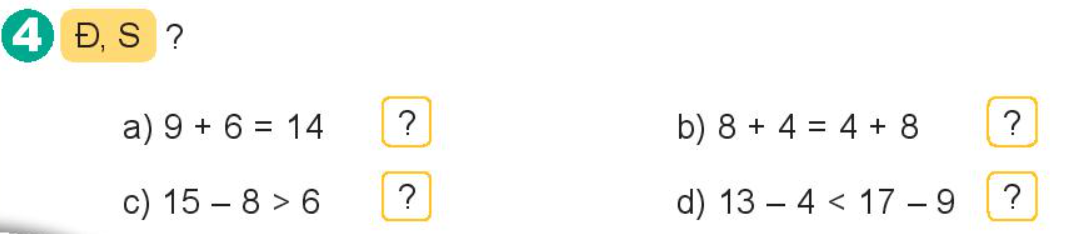 4 Đ, S ?
a) 9 + 6 = 14 ? b) 8 + 4 = 4 + 8 ?
c) 15 – 8 > 6 ? d) 13 – 4 < 17 – 9 ?